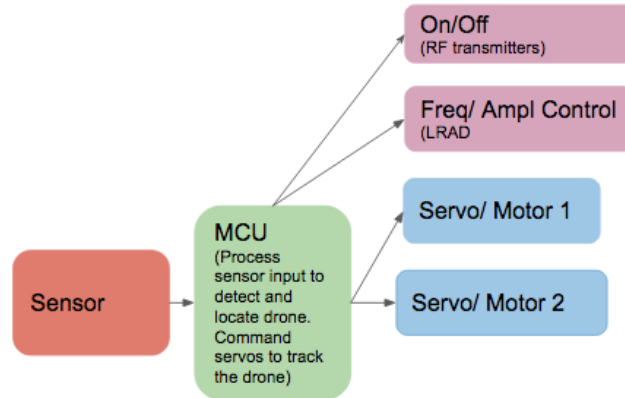 On/Off
(RF transmitters)
Freq/ Ampl Control
(LRAD
Servo/ Motor 1
MCU
(Process
sensor input to
detect and
locate drone.
Command
servos to track
the drone)
Sensor
Servo/ Motor 2